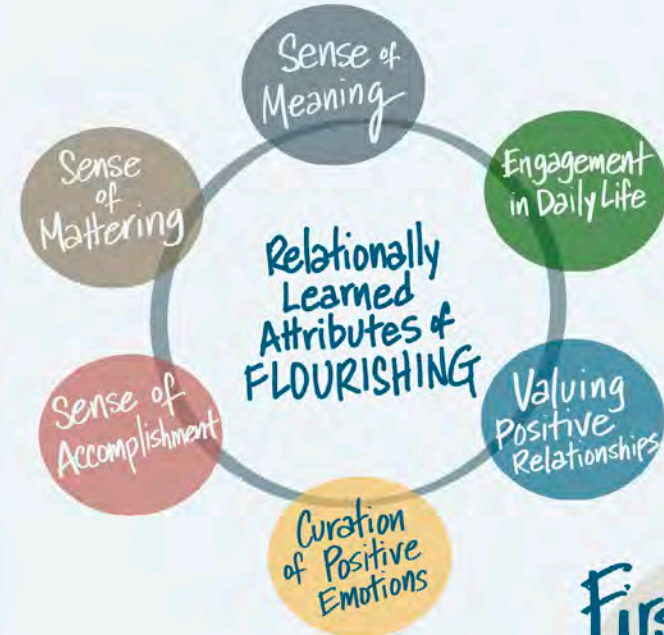 Sense of
Meaning
Engagement
in Daily Life
Sense
of
Mattering
Relationally
Learned
Attributes of
FLOURISHING
Valuing
Positive
Relationships
Sense of
Accomplishment
Curation
of Positive
Emotions